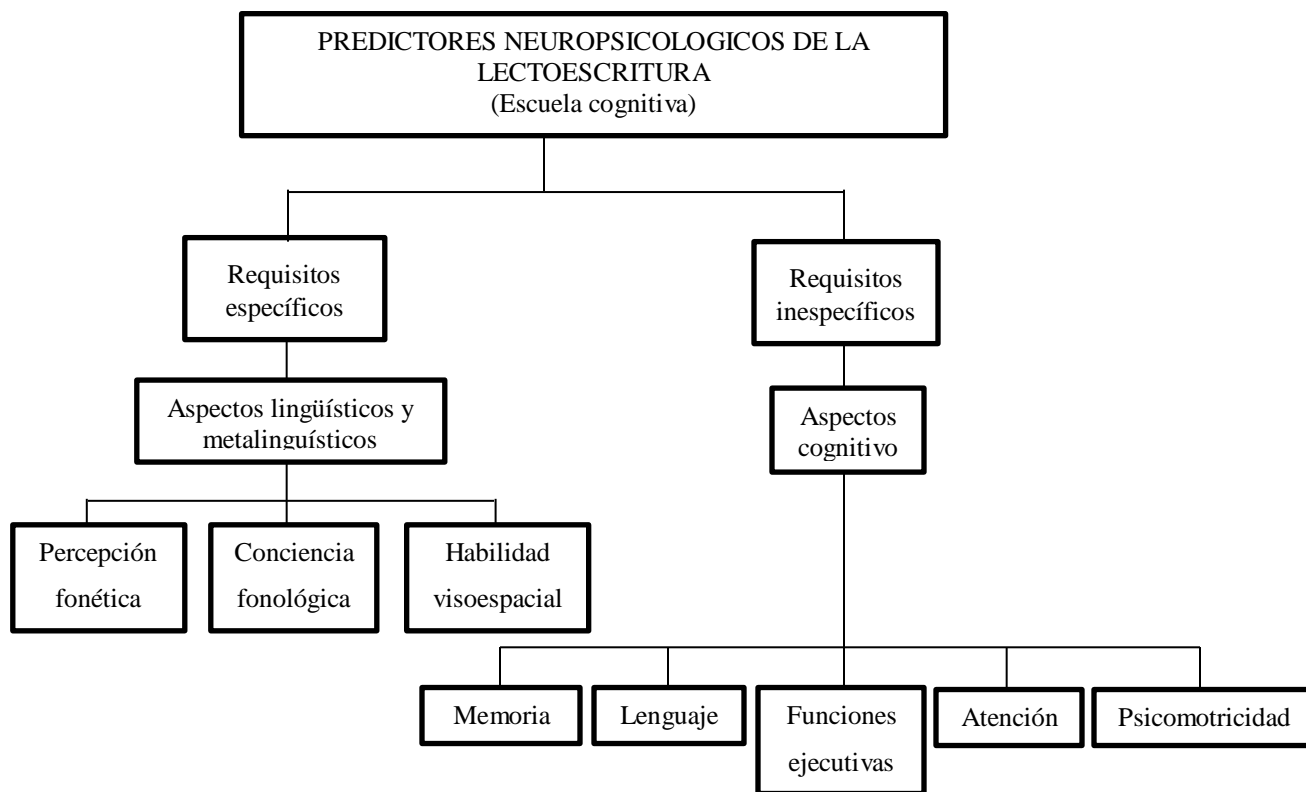 PREDICTORES NEUROPSICOLOGICOS DE LA
LECTOESCRITURA
(Escuela cognitiva)
Requisitos
específicos
Requisitos
inespecíficos
Aspectos lingüísticos y
metalinguísticos
Aspectos
cognitivo
Percepción
fonética
Conciencia
fonológica
Habilidad
visoespacial
Memoria
Lenguaje
Funciones
ejecutivas
Atención
Psicomotricidad